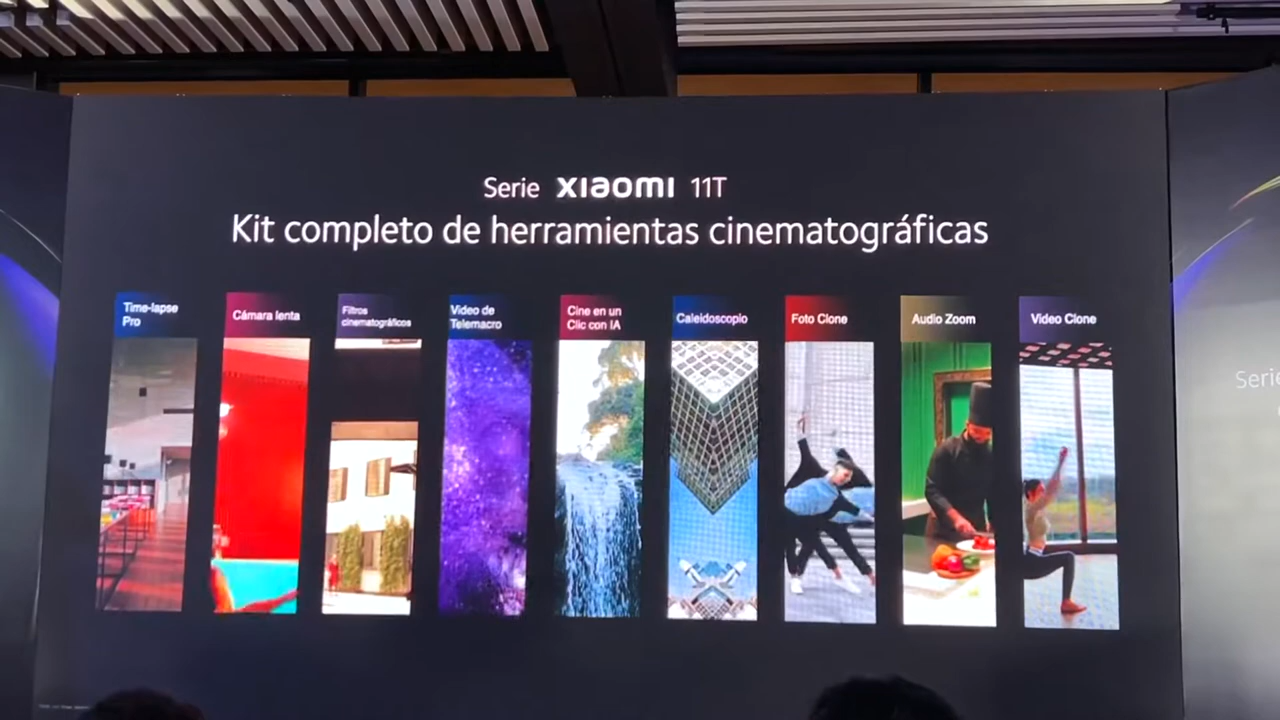 Serie xiaomi 11T
Kit completo de herramientas cinematográficas
Time-lapse
Pro
Cámara lenta
Filtros
cinematográficos
Video de
Telemacro
Cine en un
Clic con IA
Caleidoscopio
Foto Clone
Audio Zoom
Video Clone
Serie